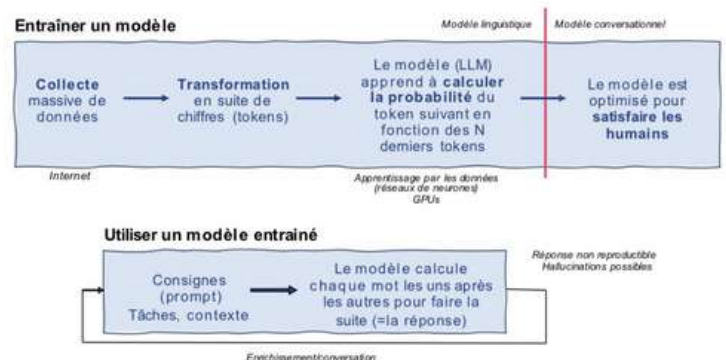 Entraîner un modèle
Modèle linguistique
Modèle conversationnel
Collecte
massive de
données
Transformation
en suite de
chiffres (tokens)
Le modèle (LLM)
apprend à calculer
la probabilité du
token suivant en
fonction des N
derniers tokens
Le modèle est
optimisé pour
satisfaire les
humains
Internet
Apprentissage par les données
(réseaux de neurones)
GPUs
Utiliser un modèle entrainé
Consignes
(prompt)
Tâches, contexte
Le modèle calcule
chaque mot les uns après
les autres pour faire la
suite (=la réponse)
Réponse non reproductible
Hallucinations possibles
Enrichissement/conversation